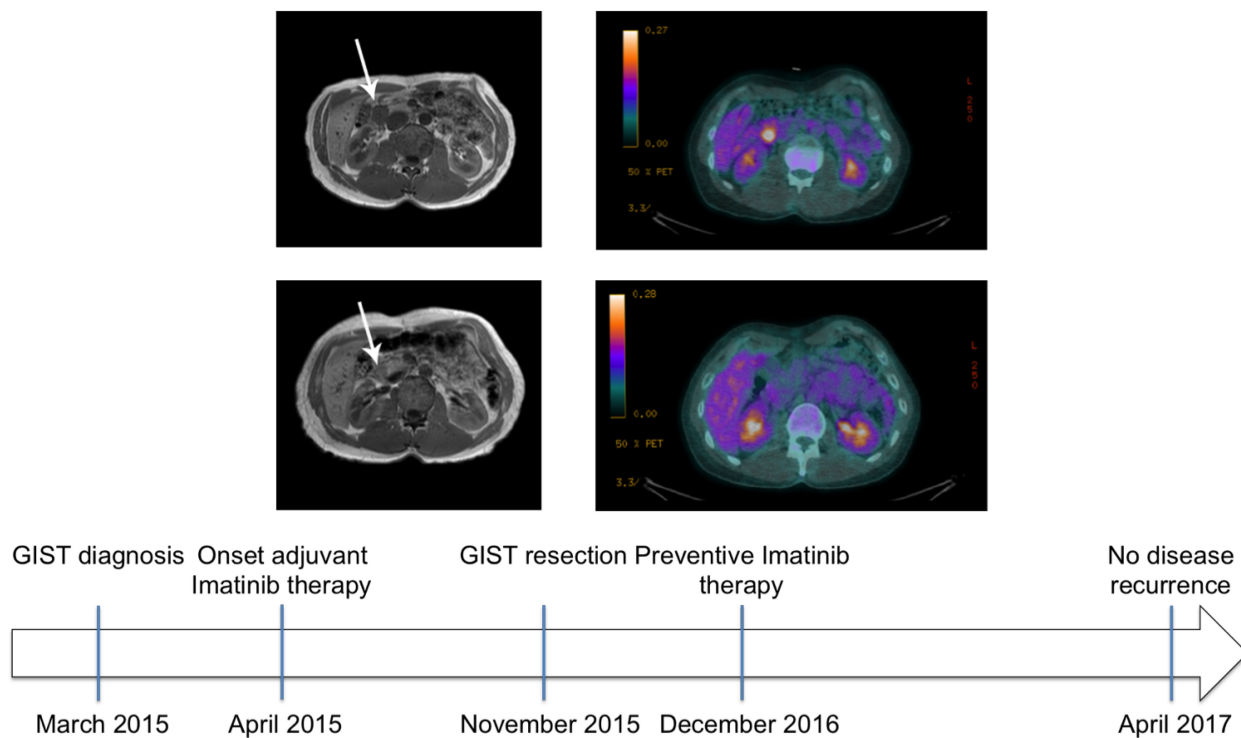 0.27
0.00
50 % PET
3.3/
0.28
0.00
50 % PET
3.3/
GIST diagnosis
Onset adjuvant
Imatinib therapy
GIST resection
Preventive Imatinib
therapy
No disease
recurrence
March 2015
April 2015
November 2015
December 2016
April 2017